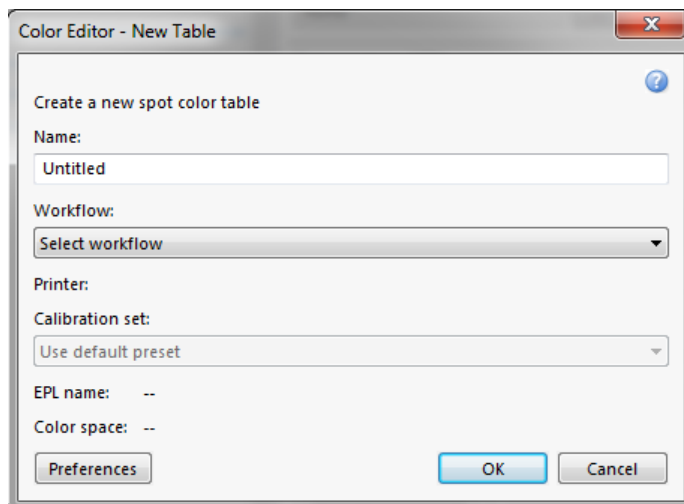 Color Editor - New Table
Create a new spot color table
Name:
Untitled
Workflow:
Select workflow
Printer:
Calibration set:
Use default preset
EPL name: --
Color space: --
Preferences OK Cancel